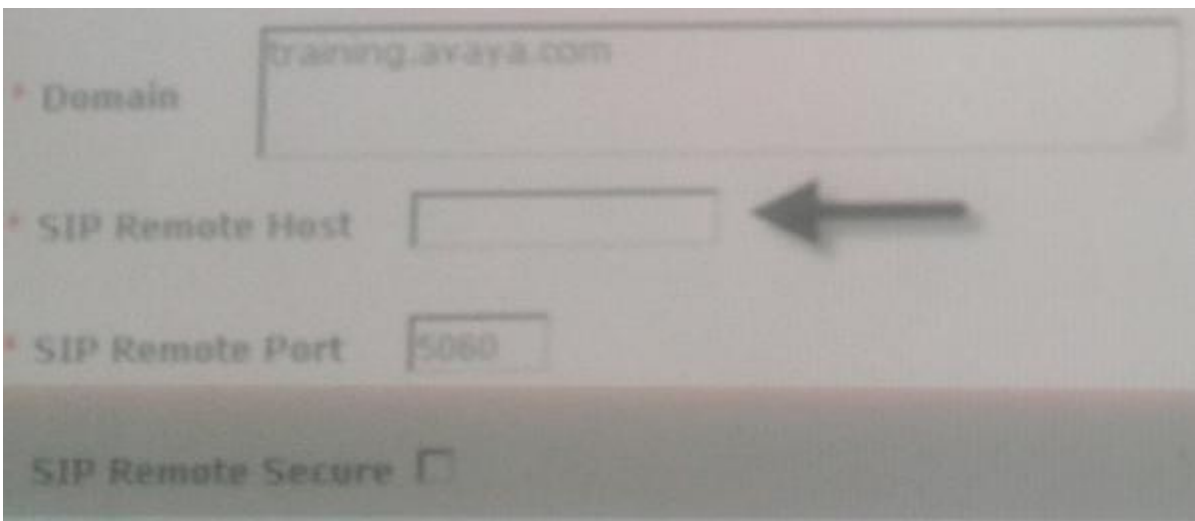 training.avaya.com
* Domain
* SIP Remote Host
* SIP Remote Port 5060
SIP Remote Secure